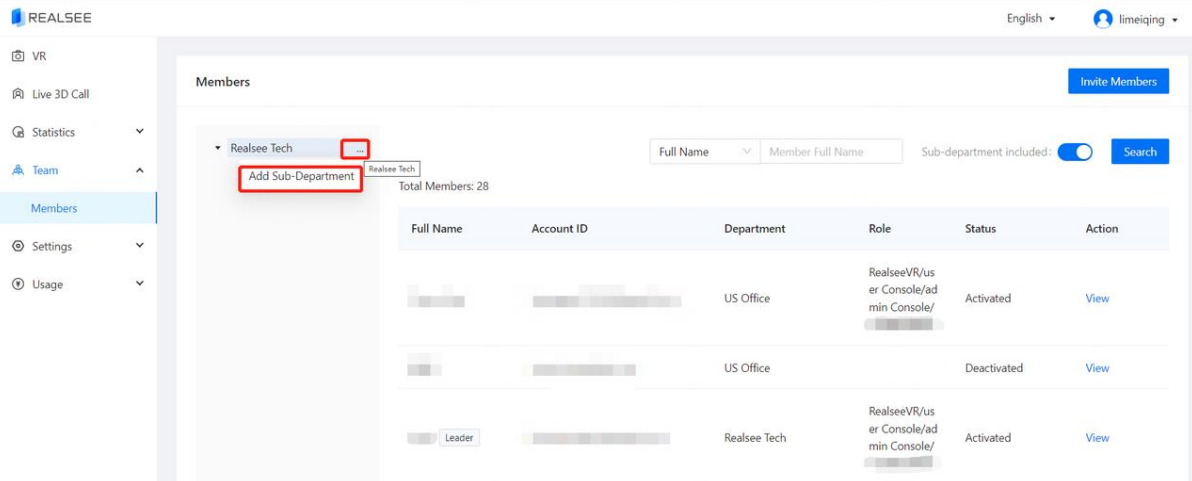 REALSEE
English
limeiqing
VR
Live 3D Call
Statistics
Team
Members
Settings
Usage
Members
Invite Members
Realsee Tech
...
Realsee Tech
Add Sub-Department
Full Name
Member Full Name
Sub-department included:
Search
Total Members: 28
Full Name Account ID Department Role Status Action
US Office
RealseeVR/us
er Console/ad
min Console/
Activated
View
US Office Deactivated View
Leader
Realsee Tech
RealseeVR/us
er Console/ad
min Console/
Activated
View